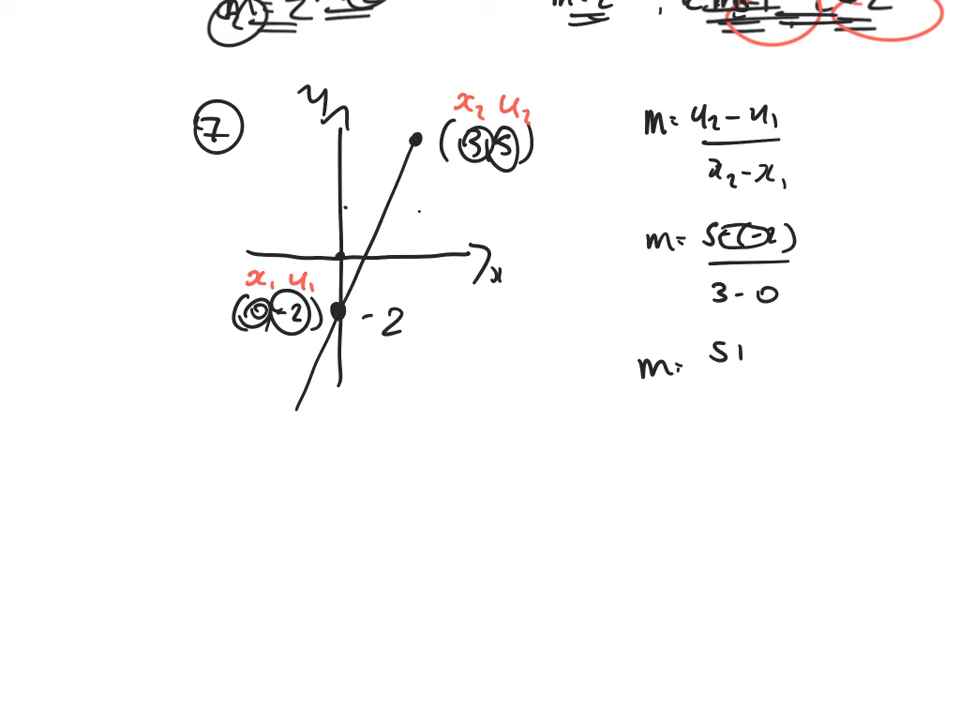 m=2
7
y
x₂ y₂
(3,5)
x
x₁ y₁
(0,-2)
-2
m= y₂-y₁
x₂-x₁
m= 5-(-2)
3-0
m= 5